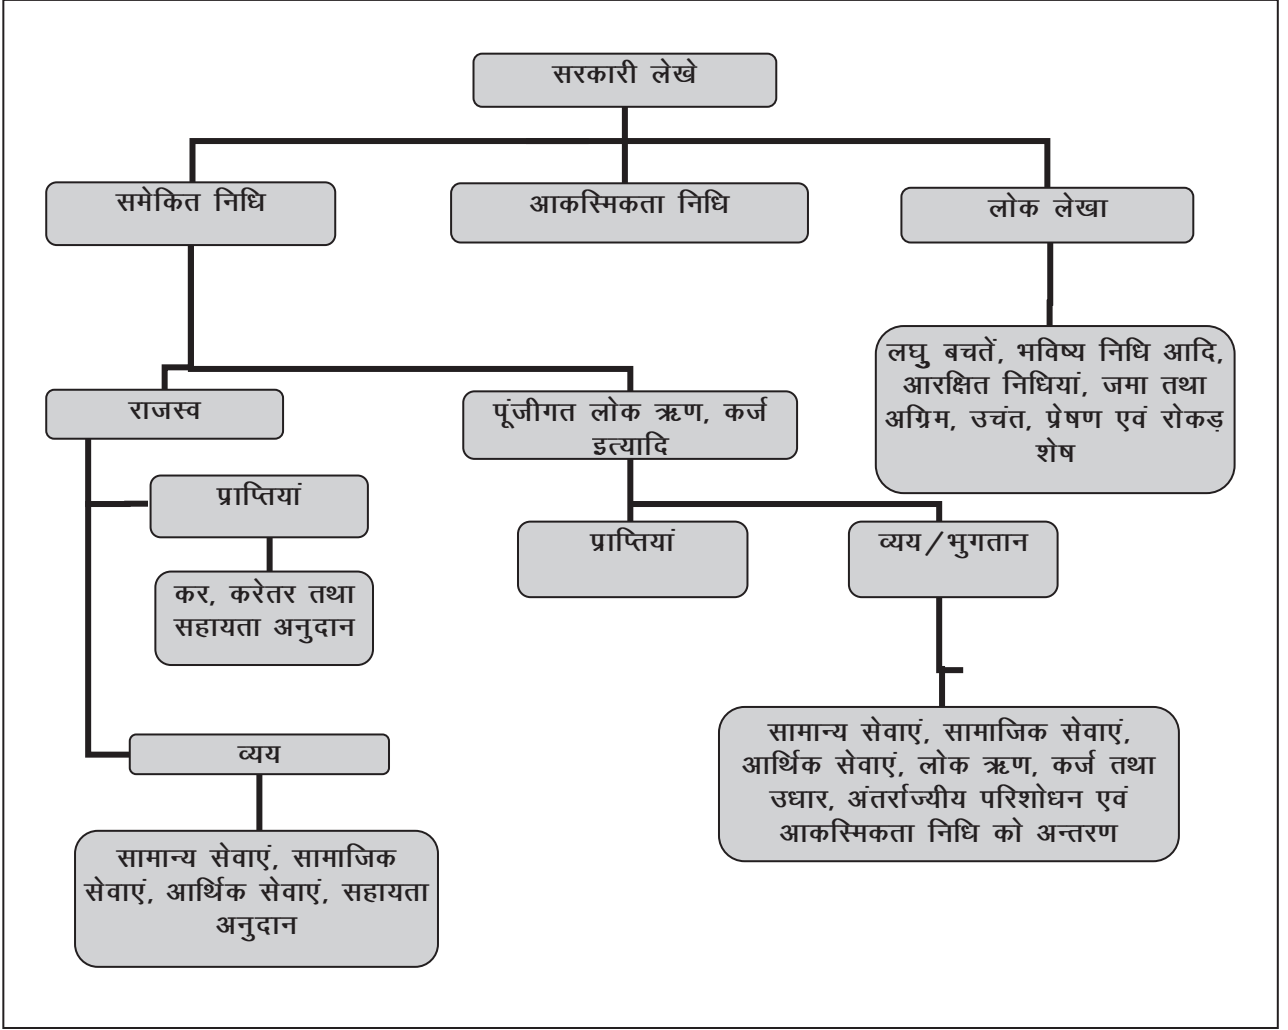 सरकारी लेखे
समेकित निधि
आकस्मिकता निधि
लोक लेखा
लघु बचतें, भविष्य निधि आदि,
आरक्षित निधियां, जमा तथा
अग्रिम, उचंत, प्रेषण एवं रोकड़
शेष
राजस्व
पूंजीगत लोक ऋण, कर्ज
इत्यादि
प्राप्तियां
कर, करेतर तथा
सहायता अनुदान
प्राप्तियां
व्यय/भुगतान
व्यय
सामान्य सेवाएं, सामाजिक
सेवाएं, आर्थिक सेवाएं, सहायता
अनुदान
सामान्य सेवाएं, सामाजिक सेवाएं,
आर्थिक सेवाएं, लोक ऋण, कर्ज तथा
उधार, अंतर्राज्यीय परिशोधन एवं
आकस्मिकता निधि को अन्तरण